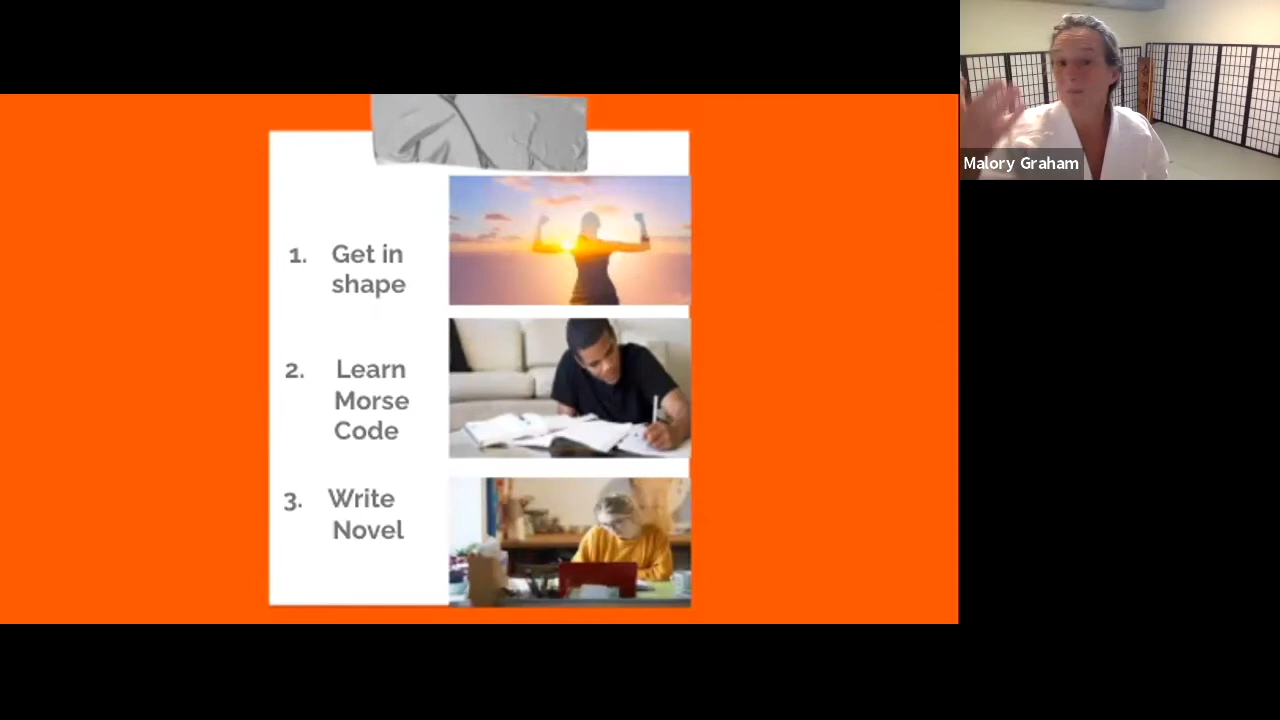 1. Get in
shape
2. Learn
Morse
Code
3. Write
Novel
Malory Graham